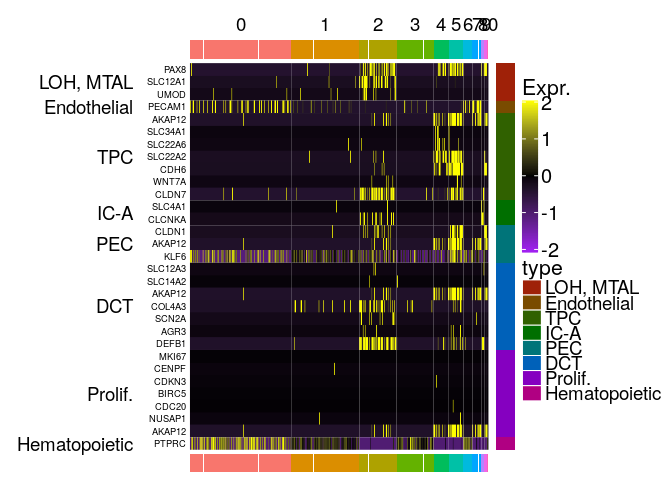 0 1 2 3 4 5 6 7 8 9
LOH, MTAL
Endothelial
TPC
IC-A
PEC
DCT
Prolif.
Hematopoietic
PAX8
SLC12A1
UMOD
PECAM1
AKAP12
SLC34A1
SLC22A6
SLC22A2
CDH6
WNT7A
CLDN7
SLC4A1
CLCNKA
CLDN1
AKAP12
KLF6
SLC12A3
SLC14A2
AKAP12
COL4A3
SCN2A
AGR3
DEFB1
MKI67
CENPF
CDKN3
BIRC5
CDC20
NUSAP1
AKAP12
PTPRC
Expr.
2
1
0
-1
-2
type
LOH, MTAL
Endothelial
TPC
IC-A
PEC
DCT
Prolif.
Hematopoietic